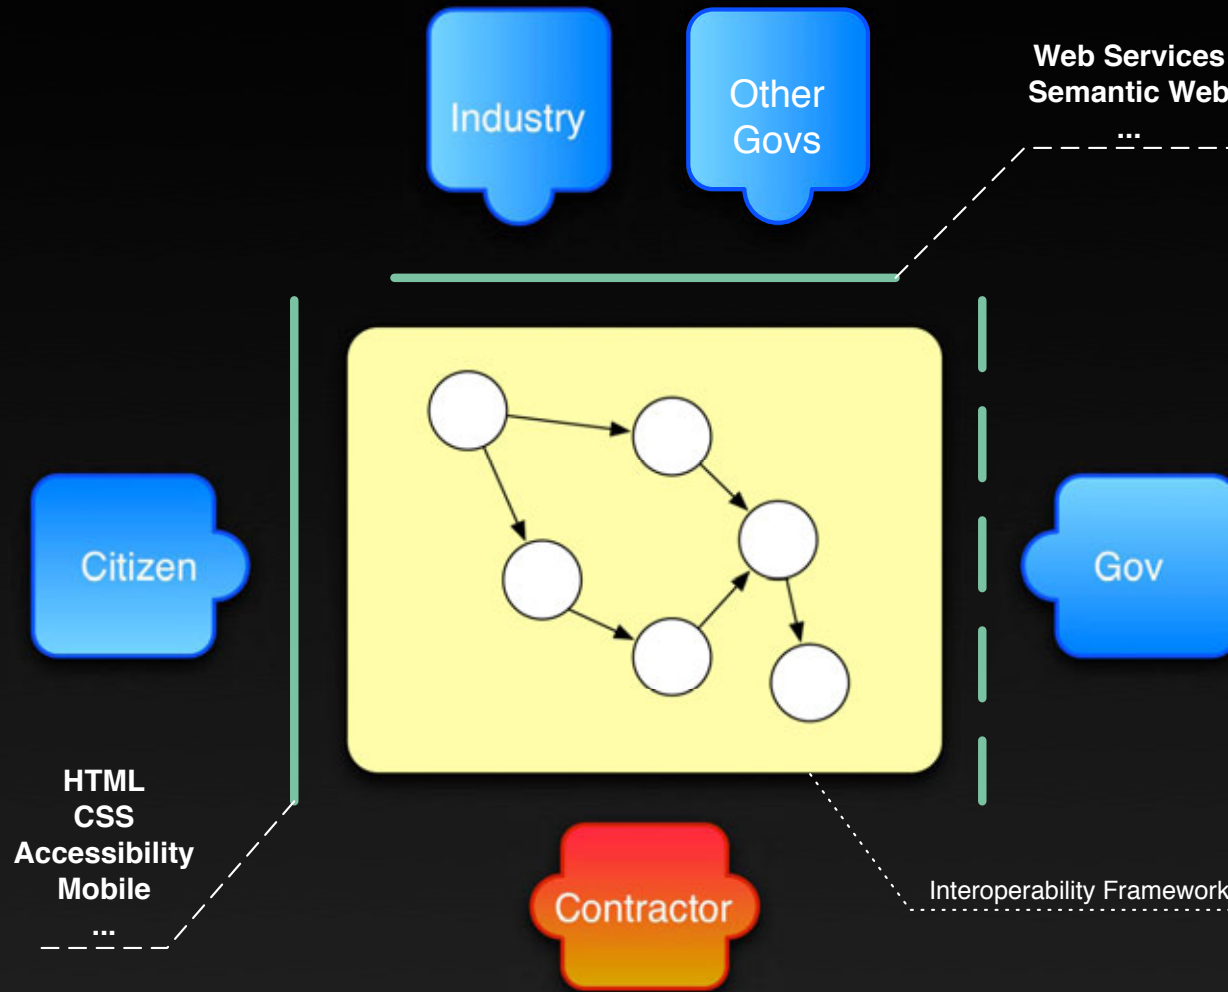 Industry
Other
Govs
Web Services
Semantic Web
...
Citizen
Gov
HTML
CSS
Accessibility
Mobile
...
Contractor
Interoperability Framework